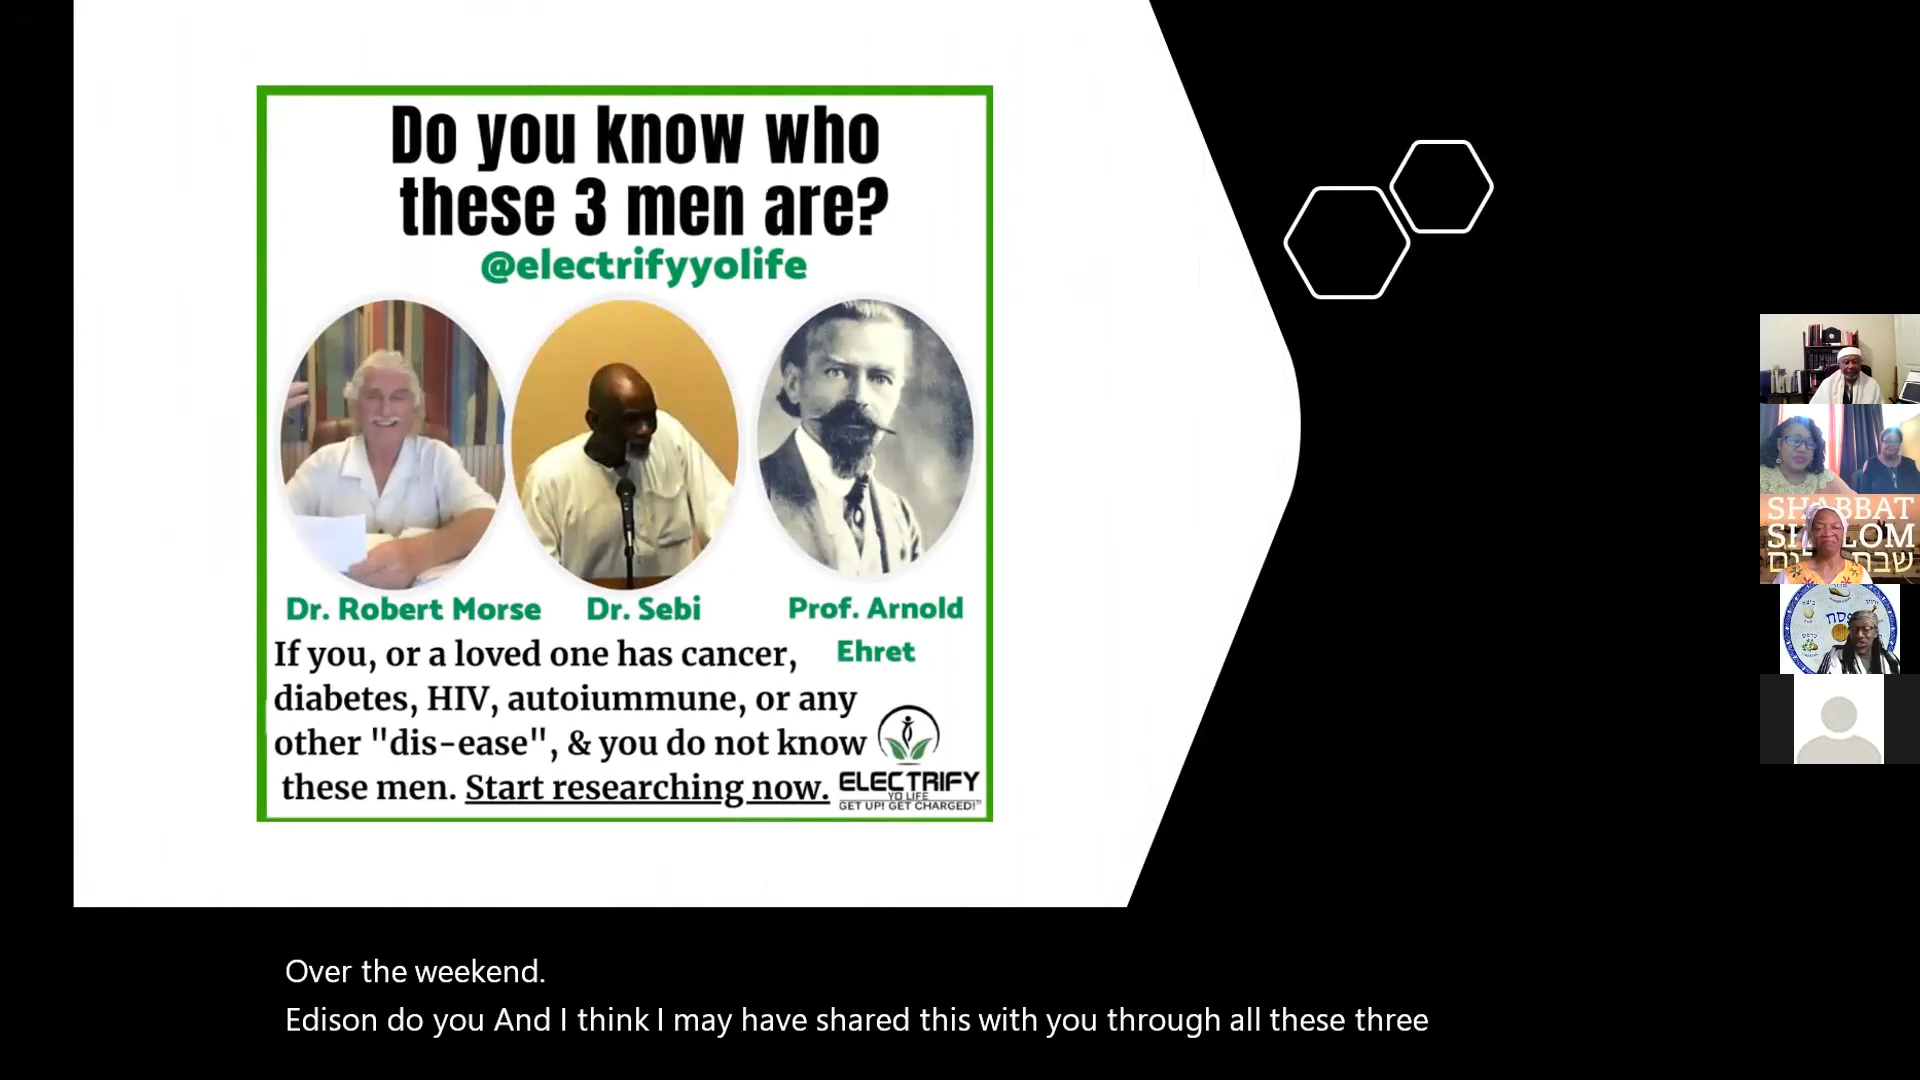 Do you know who
these 3 men are?
@electrifyyolife
Dr. Robert Morse
Dr. Sebi
Prof. Arnold
Ehret
If you, or a loved one has cancer,
diabetes, HIV, autoiummune, or any
other "dis-ease", & you do not know
these men. Start researching now.
ELECTRIFY
YO LIFE
GET UP! GET CHARGED!
SHABBAT
SHALOM
Over the weekend.
Edison do you And I think I may have shared this with you through all these three